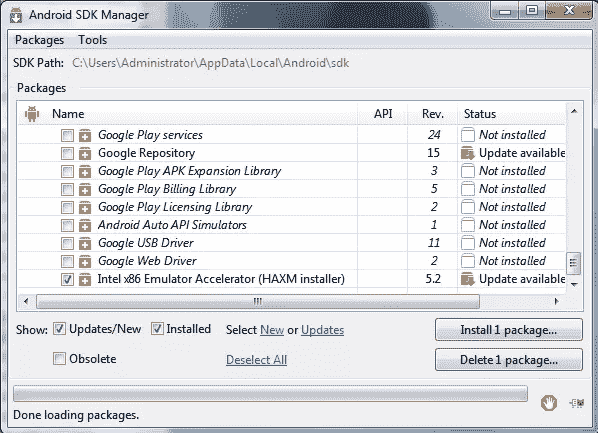 Android SDK Manager
Packages Tools
SDK Path: C:\Users\Administrator\AppData\Local\Android\sdk
Packages
Name API Rev. Status
Google Play services 24 Not installed
Google Repository 15 Update available
Google Play APK Expansion Library 3 Not installed
Google Play Billing Library 5 Not installed
Google Play Licensing Library 2 Not installed
Android Auto API Simulators 1 Not installed
Google USB Driver 11 Not installed
Google Web Driver 2 Not installed
Intel x86 Emulator Accelerator (HAXM installer) 5.2 Update available
Show: Updates/New Installed Select New or Updates Install 1 package...
Obsolete Deselect All Delete 1 package...
Done loading packages.